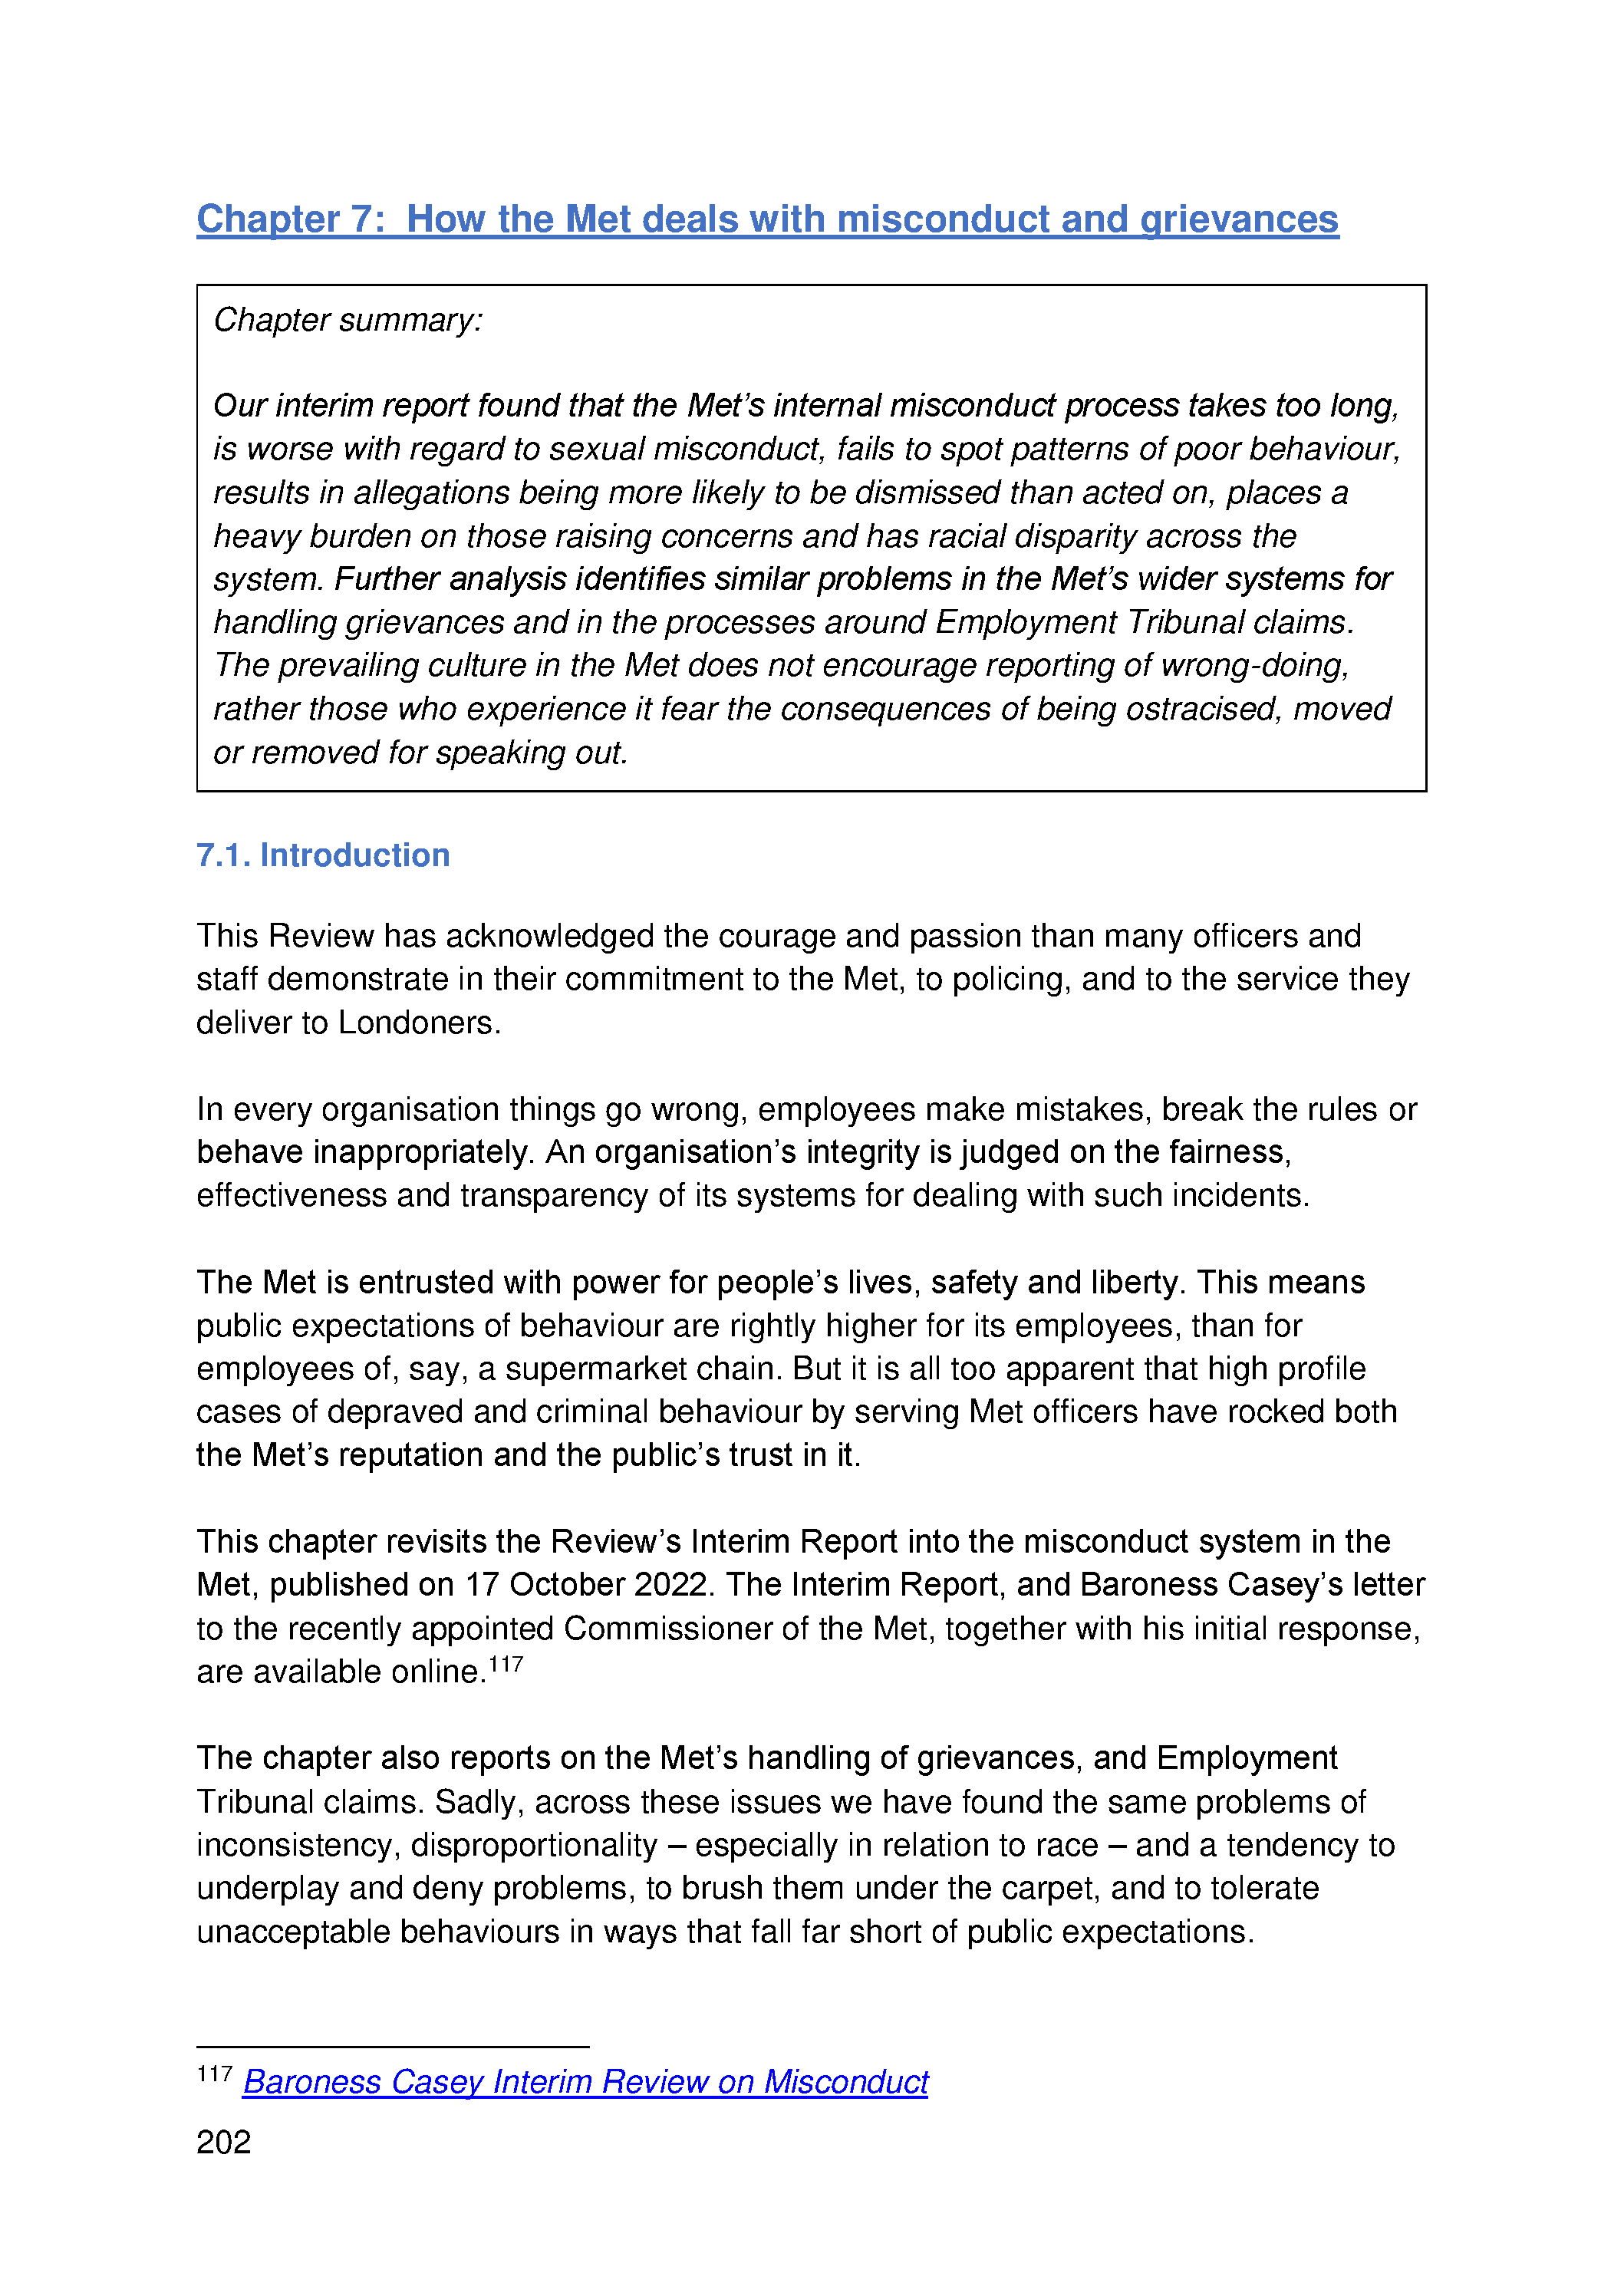 Chapter 7:  How the Met deals with misconduct and grievances
Chapter summary:
Our interim report found that the Met’s internal misconduct process takes too long,
is worse with regard to sexual misconduct, fails to spot patterns of poor behaviour,
results in allegations being more likely to be dismissed than acted on, places a
heavy burden on those raising concerns and has racial disparity across the
system. Further analysis identifies similar problems in the Met’s wider systems for
handling grievances and in the processes around Employment Tribunal claims.
The prevailing culture in the Met does not encourage reporting of wrong-doing,
rather those who experience it fear the consequences of being ostracised, moved
or removed for speaking out.
7.1. Introduction
This Review has acknowledged the courage and passion than many officers and
staff demonstrate in their commitment to the Met, to policing, and to the service they
deliver to Londoners.
In every organisation things go wrong, employees make mistakes, break the rules or
behave inappropriately. An organisation’s integrity is judged on the fairness,
effectiveness and transparency of its systems for dealing with such incidents.
The Met is entrusted with power for people’s lives, safety and liberty. This means
public expectations of behaviour are rightly higher for its employees, than for
employees of, say, a supermarket chain. But it is all too apparent that high profile
cases of depraved and criminal behaviour by serving Met officers have rocked both
the Met’s reputation and the public’s trust in it.
This chapter revisits the Review’s Interim Report into the misconduct system in the
Met, published on 17 October 2022. The Interim Report, and Baroness Casey’s letter
to the recently appointed Commissioner of the Met, together with his initial response,
are available online.117
The chapter also reports on the Met’s handling of grievances, and Employment
Tribunal claims. Sadly, across these issues we have found the same problems of
inconsistency, disproportionality – especially in relation to race – and a tendency to
underplay and deny problems, to brush them under the carpet, and to tolerate
unacceptable behaviours in ways that fall far short of public expectations.
117 Baroness Casey Interim Review on Misconduct
202